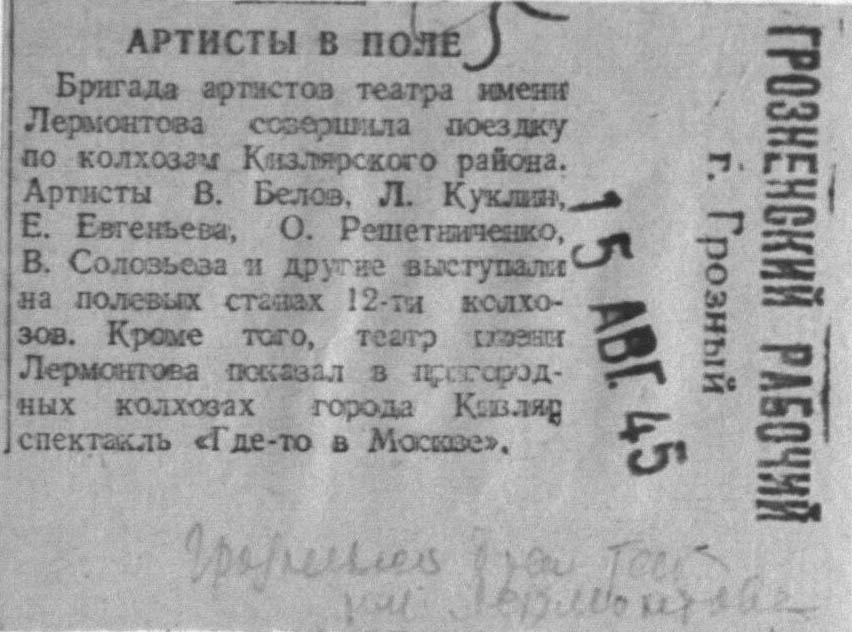 АРТИСТЫ В ПОЛЕ
Бригада артистов театра имени
Лермонтова совершила поездку
по колхозам Кизлярского района.
Артисты В. Белов, Л. Куклин,
Е. Евгеньева, О. Решетниченко,
В. Соловьева и другие выступали
на полевых станах 12-ти колхо-
зов. Кроме того, театр имени
Лермонтова показал в пригород-
ных колхозах города Кизляр
спектакль «Где-то в Москве».
15 АВГ. 45
г. Грозный
ГРОЗНЕНСКИЙ РАБОЧИЙ
им. Лермонтова